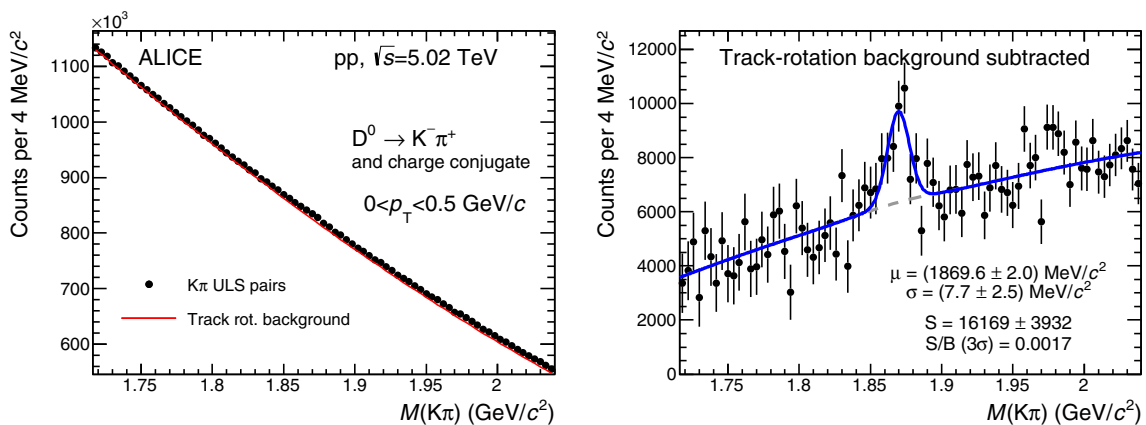 ×10³
ALICE
pp, √s=5.02 TeV
D⁰ → K⁻π⁺
and charge conjugate
0<p_T<0.5 GeV/c
Kπ ULS pairs
Track rot. background
Counts per 4 MeV/c²
1100
1000
900
800
700
600
1.75
1.8
1.85
1.9
1.95
2
M(Kπ) (GeV/c²)
Track-rotation background subtracted
μ = (1869.6 ± 2.0) MeV/c²
σ = (7.7 ± 2.5) MeV/c²
S = 16169 ± 3932
S/B (3σ) = 0.0017
Counts per 4 MeV/c²
12000
10000
8000
6000
4000
2000
0
1.75
1.8
1.85
1.9
1.95
2
M(Kπ) (GeV/c²)